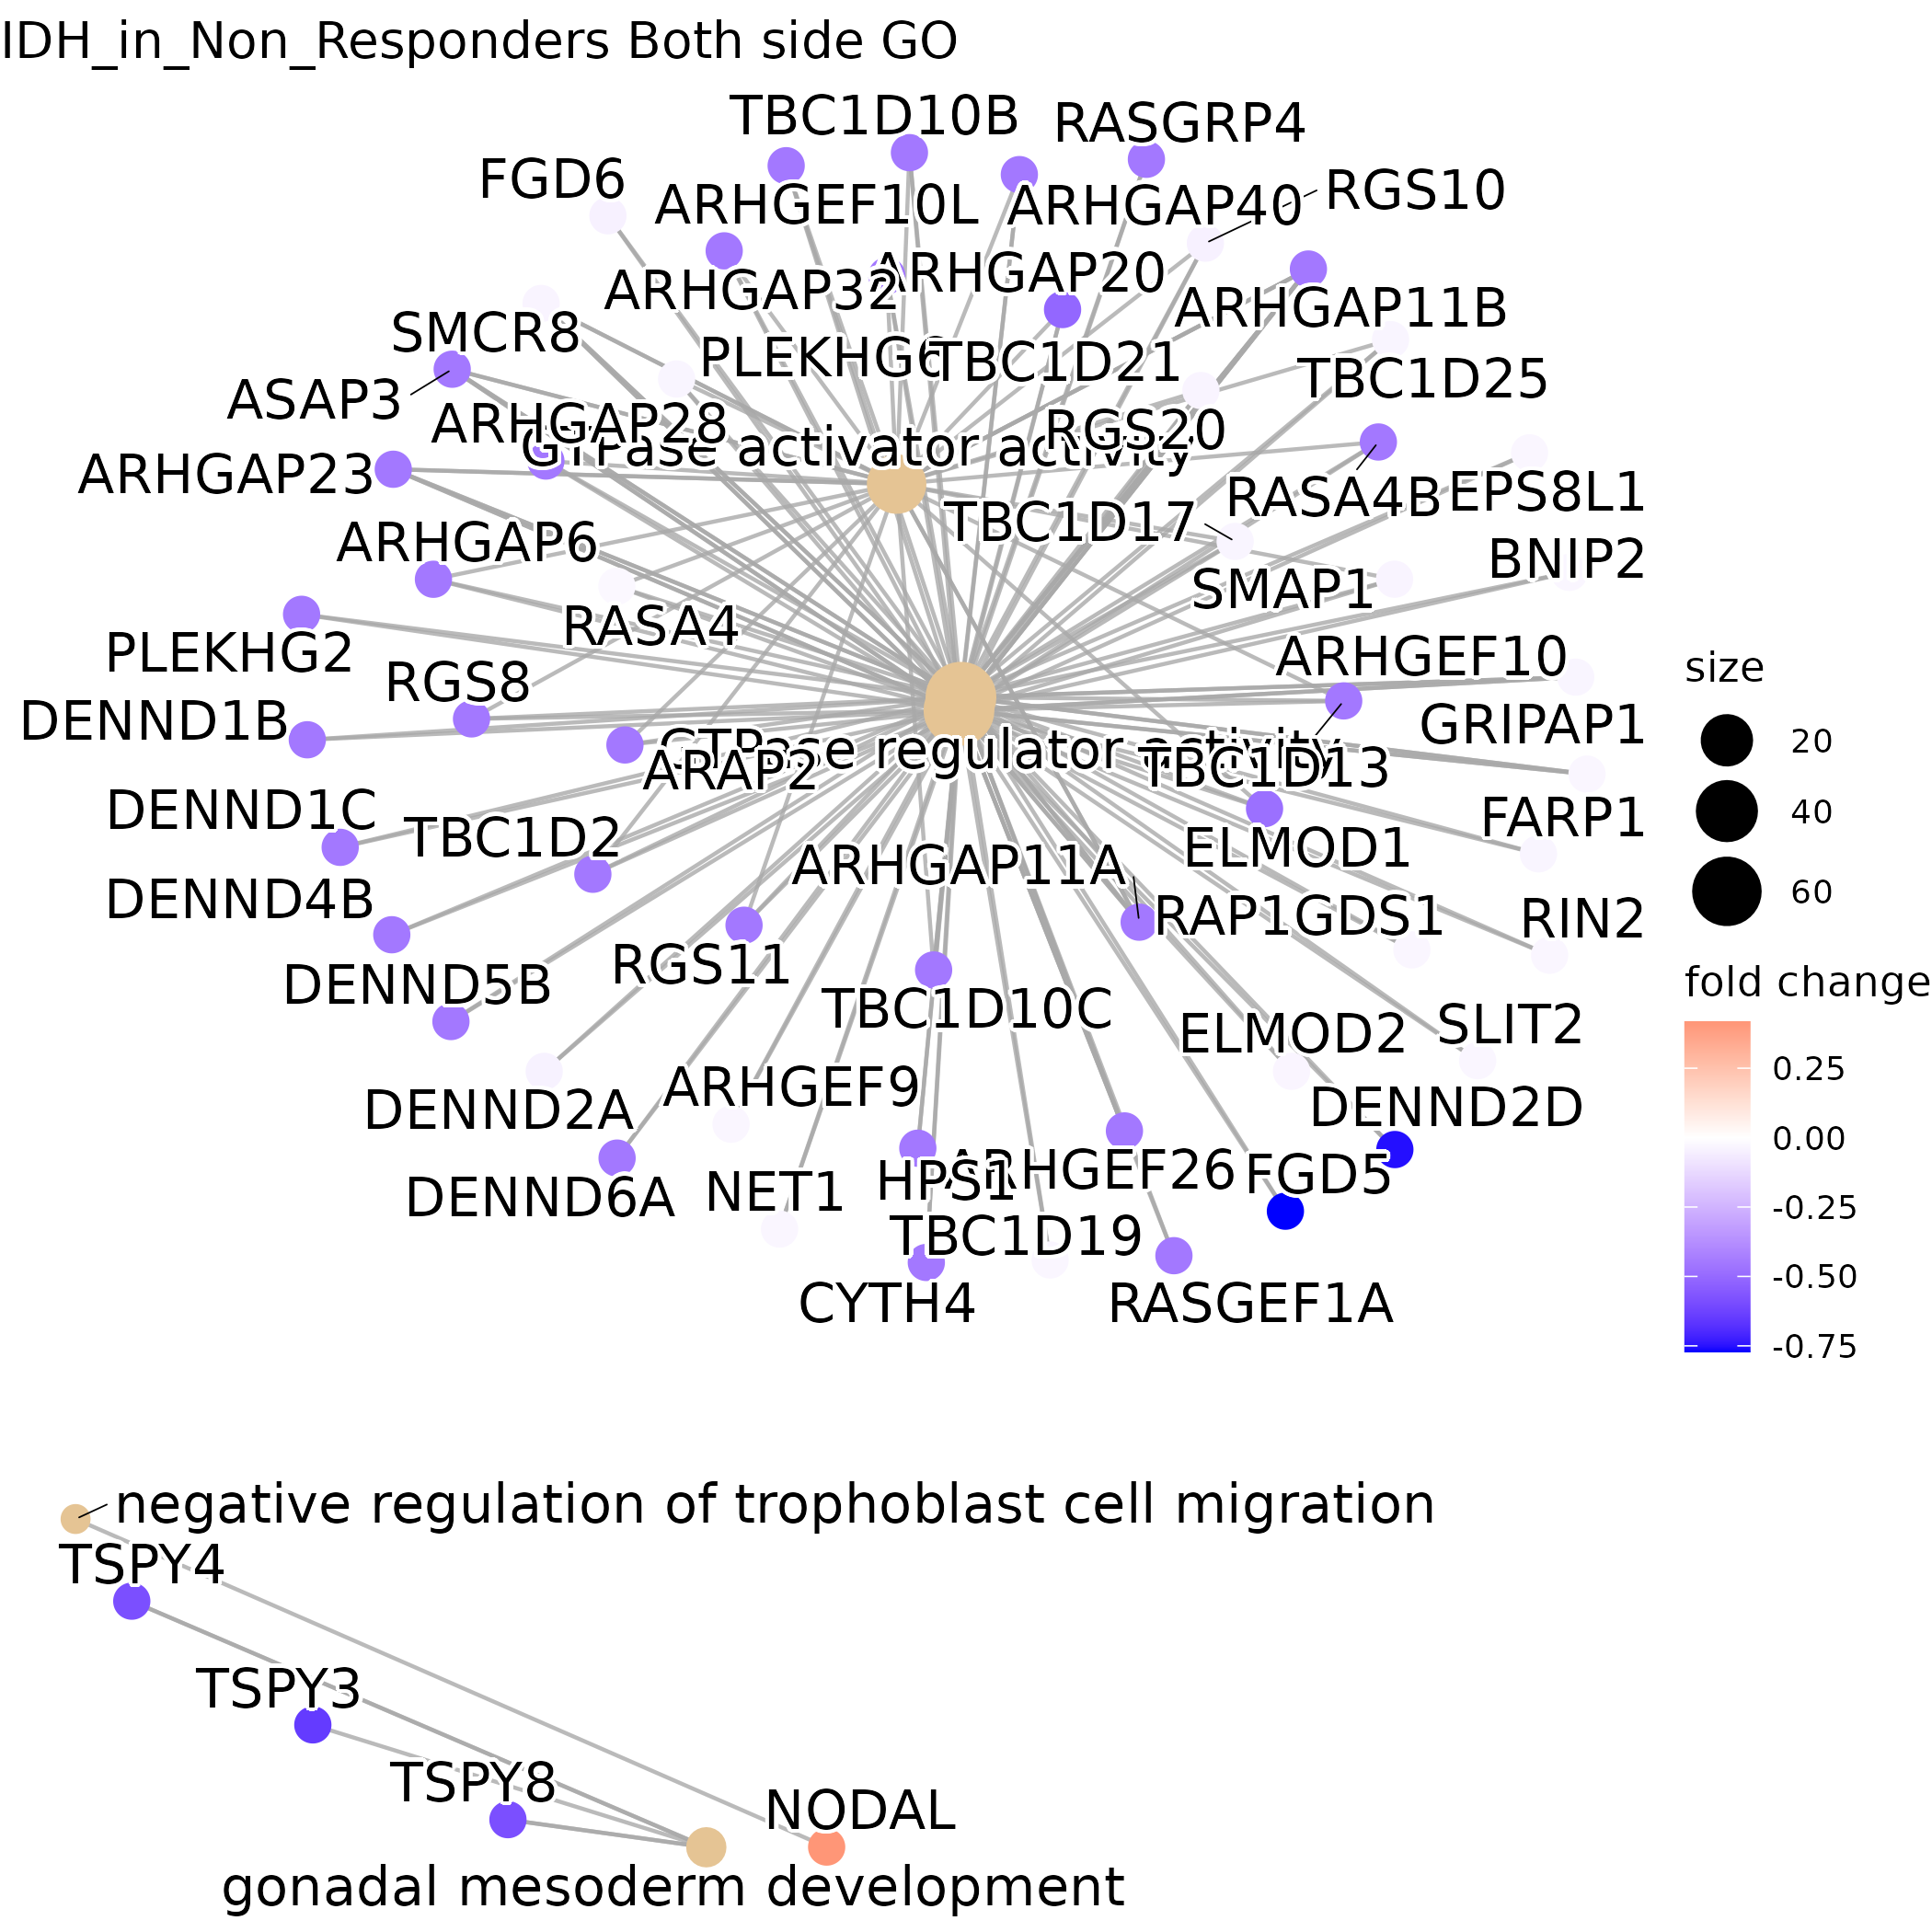 IDH_in_Non_Responders Both side GO
TBC1D10B
RASGRP4
FGD6
RGS10
ARHGEF10L
ARHGAP40
ARHGAP32
ARHGAP20
ARHGAP11B
SMCR8
PLEKHG6
TBC1D21
TBC1D25
ASAP3
ARHGAP28
RGS20
GTPase activator activity
ARHGAP23
RASA4B
EPS8L1
TBC1D17
ARHGAP6
BNIP2
SMAP1
RASA4
PLEKHG2
ARHGEF10
RGS8
DENND1B
GRIPAP1
GTPase regulator activity
ARAP2
TBC1D13
DENND1C
TBC1D2
FARP1
ELMOD1
ARHGAP11A
DENND4B
RAP1GDS1
RIN2
RGS11
DENND5B
TBC1D10C
SLIT2
ELMOD2
ARHGEF9
DENND2A
DENND2D
ARHGEF26
FGD5
HPS1
DENND6A
NET1
TBC1D19
CYTH4
RASGEF1A
size
20
40
60
fold change
0.25
0.00
-0.25
-0.50
-0.75
negative regulation of trophoblast cell migration
TSPY4
TSPY3
TSPY8
NODAL
gonadal mesoderm development